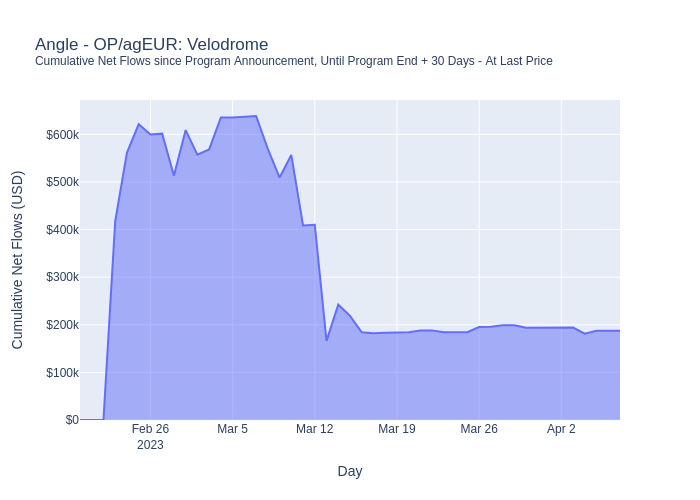 Angle - OP/agEUR: Velodrome
Cumulative Net Flows since Program Announcement, Until Program End + 30 Days - At Last Price
Cumulative Net Flows (USD)
$600k
$500k
$400k
$300k
$200k
$100k
$0
Feb 26
2023
Mar 5
Mar 12
Mar 19
Mar 26
Apr 2
Day